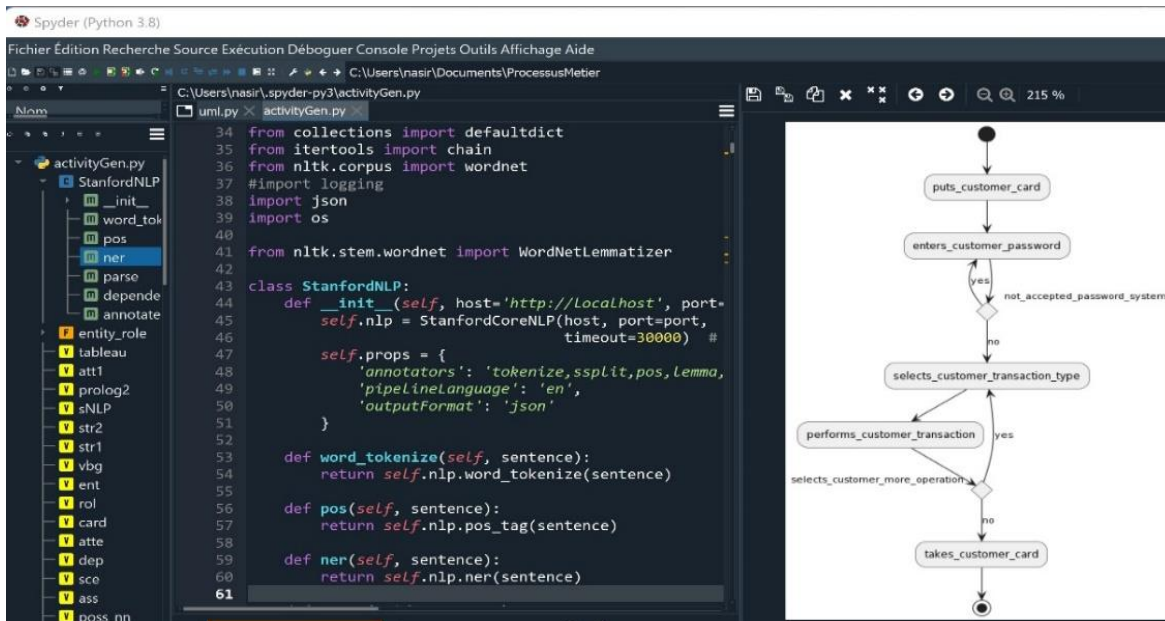 Spyder (Python 3.8)
Fichier Édition Recherche Source Exécution Déboguer Console Projets Outils Affichage Aide
C:\Users\nasir\Documents\ProcessusMetier
Nom
activityGen.py
StanfordNLP
__init__
word_tok
pos
ner
parse
depende
annotate
entity_role
tableau
att1
prolog2
sNLP
str2
str1
vbg
ent
rol
card
atte
dep
sce
ass
poss_nn
C:\Users\nasir\.spyder-py3\activityGen.py
uml.py activityGen.py
34 from collections import defaultdict
35 from itertools import chain
36 from nltk.corpus import wordnet
37 #import logging
38 import json
39 import os
40
41 from nltk.stem.wordnet import WordNetLemmatizer
42
43 class StanfordNLP:
44 def __init__(self, host='http://localhost', port=
45 self.nlp = StanfordCoreNLP(host, port=port,
46 timeout=30000) #
47 self.props = {
48 'annotators': 'tokenize,ssplit,pos,lemma,
49 'pipelineLanguage': 'en',
50 'outputFormat': 'json'
51 }
52
53 def word_tokenize(self, sentence):
54 return self.nlp.word_tokenize(sentence)
55
56 def pos(self, sentence):
57 return self.nlp.pos_tag(sentence)
58
59 def ner(self, sentence):
60 return self.nlp.ner(sentence)
61
215 %
puts_customer_card
enters_customer_password
yes
not_accepted_password_system
no
selects_customer_transaction_type
performs_customer_transaction
yes
selects_customer_more_operation
no
takes_customer_card